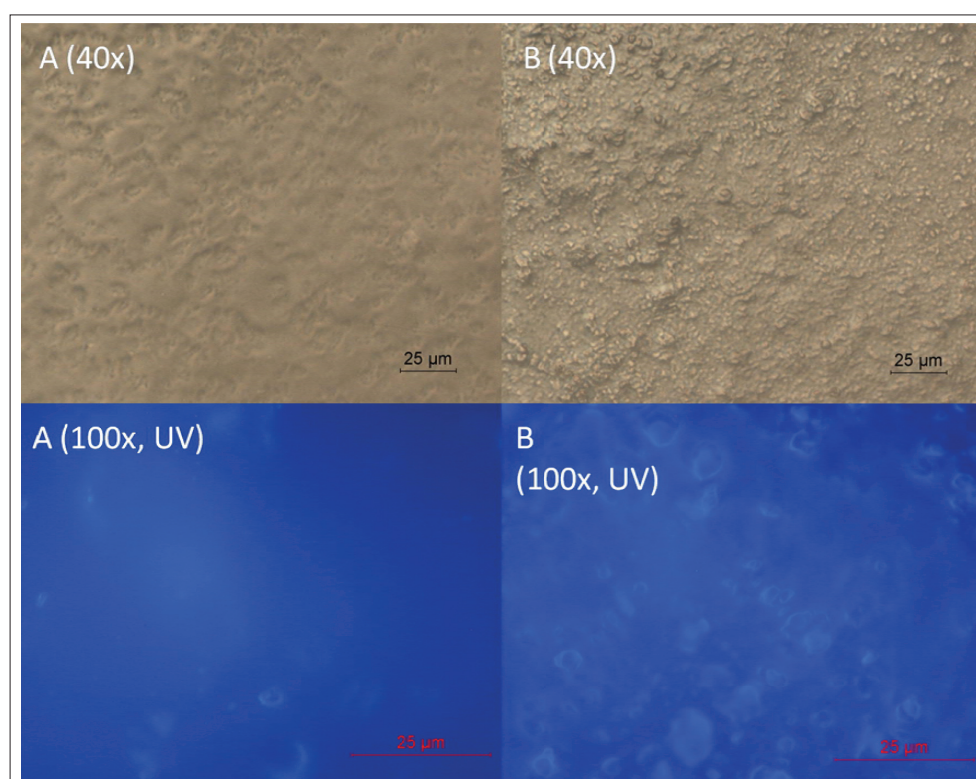 A (40x)
B (40x)
25 µm
25 µm
A (100x, UV)
B
(100x, UV)
25 µm
25 µm